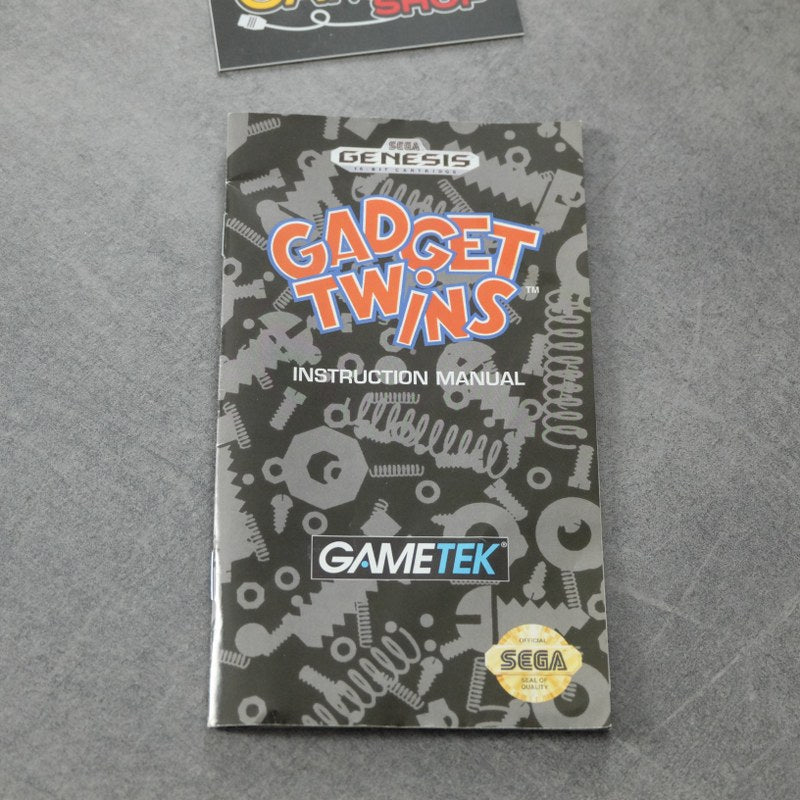 SHOP
SEGA
GENESIS
16-BIT CARTRIDGE
GADGET
TWINS™
INSTRUCTION MANUAL
GAMETEK®
OFFICIAL
SEGA
SEAL OF
QUALITY